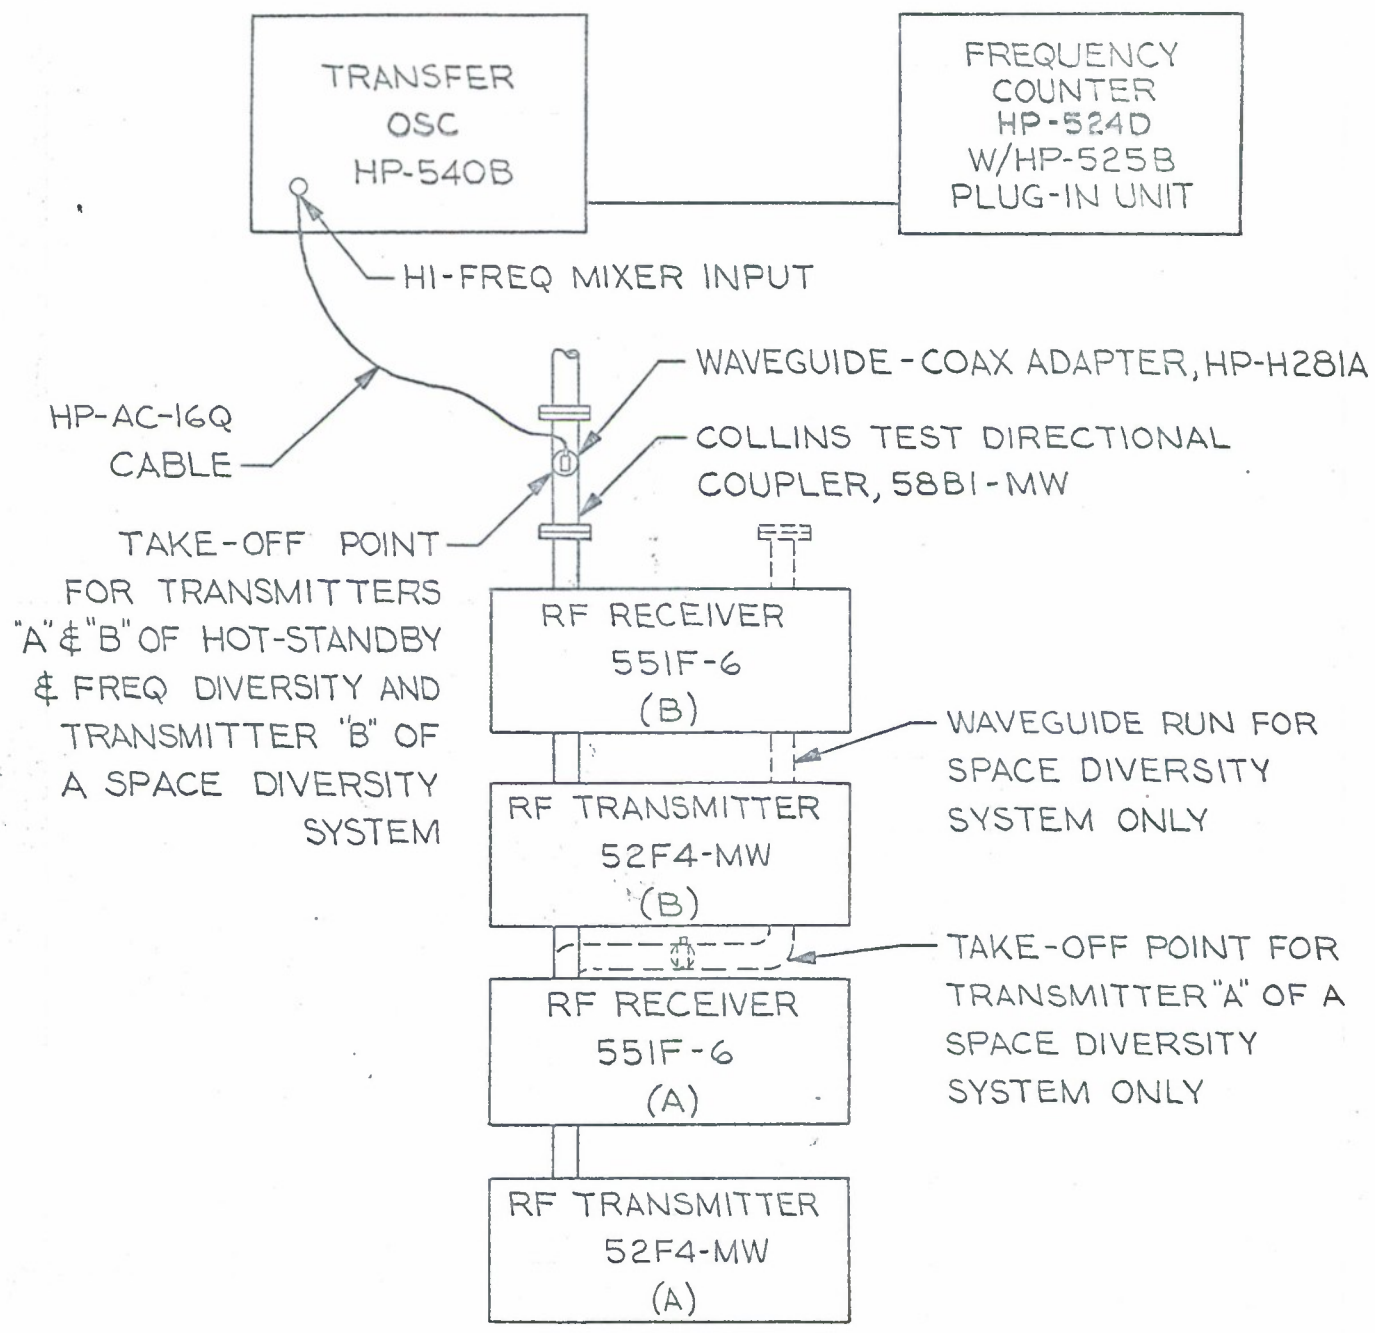 TRANSFER
OSC
HP-540B
FREQUENCY
COUNTER
HP-524D
W/HP-525B
PLUG-IN UNIT
HI-FREQ MIXER INPUT
WAVEGUIDE-COAX ADAPTER, HP-H281A
HP-AC-16Q
CABLE
COLLINS TEST DIRECTIONAL
COUPLER, 58B1-MW
TAKE-OFF POINT
FOR TRANSMITTERS
"A" & "B" OF HOT-STANDBY
& FREQ DIVERSITY AND
TRANSMITTER "B" OF
A SPACE DIVERSITY
SYSTEM
RF RECEIVER
551F-6
(B)
WAVEGUIDE RUN FOR
SPACE DIVERSITY
SYSTEM ONLY
RF TRANSMITTER
52F4-MW
(B)
TAKE-OFF POINT FOR
TRANSMITTER "A" OF A
SPACE DIVERSITY
SYSTEM ONLY
RF RECEIVER
551F-6
(A)
RF TRANSMITTER
52F4-MW
(A)